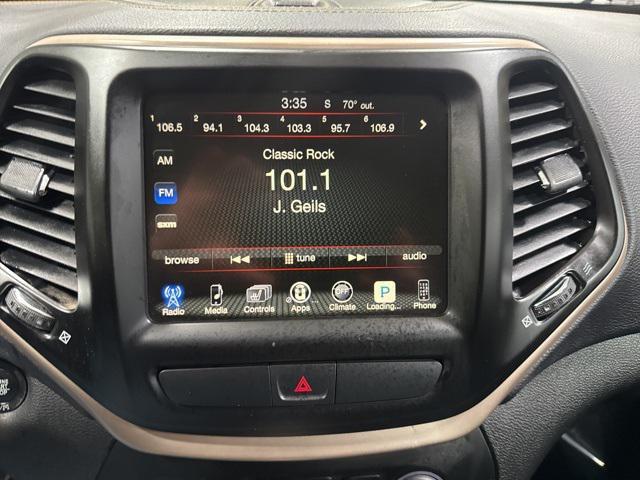 3:35 S 70° out.
1 2 3 4 5 6
106.5 94.1 104.3 103.3 95.7 106.9
AM
Classic Rock
101.1
FM
J. Geils
sxm
browse tune audio
OFF P
Radio Media Controls Apps Climate Loading... Phone